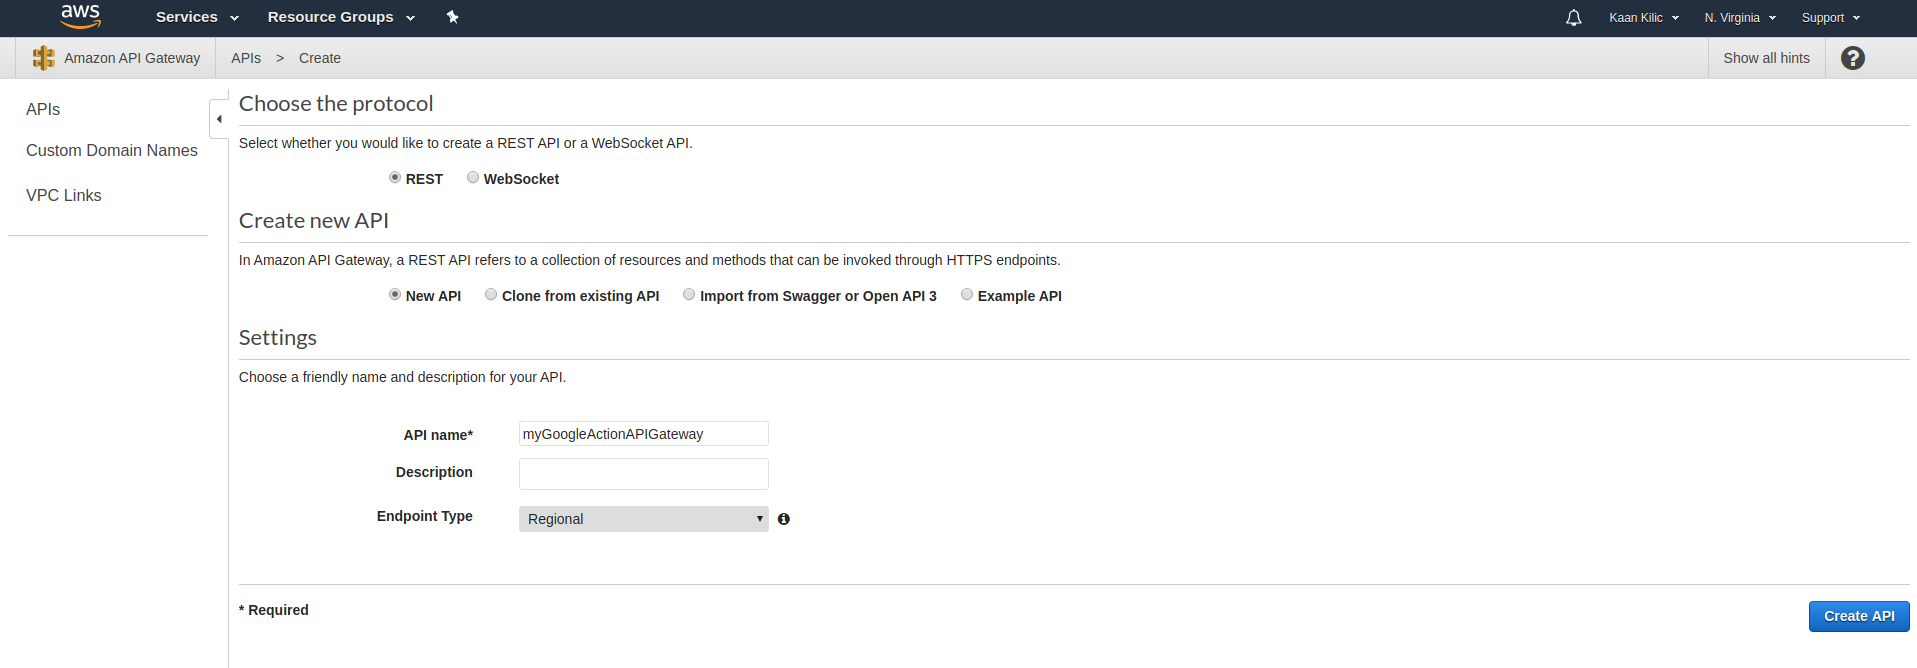 aws Services Resource Groups Kaan Kilic N. Virginia Support
Amazon API Gateway APIs > Create Show all hints ?
APIs
Custom Domain Names
VPC Links
Choose the protocol
Select whether you would like to create a REST API or a WebSocket API.
REST WebSocket
Create new API
In Amazon API Gateway, a REST API refers to a collection of resources and methods that can be invoked through HTTPS endpoints.
New API Clone from existing API Import from Swagger or Open API 3 Example API
Settings
Choose a friendly name and description for your API.
API name* myGoogleActionAPIGateway
Description
Endpoint Type Regional
* Required
Create API